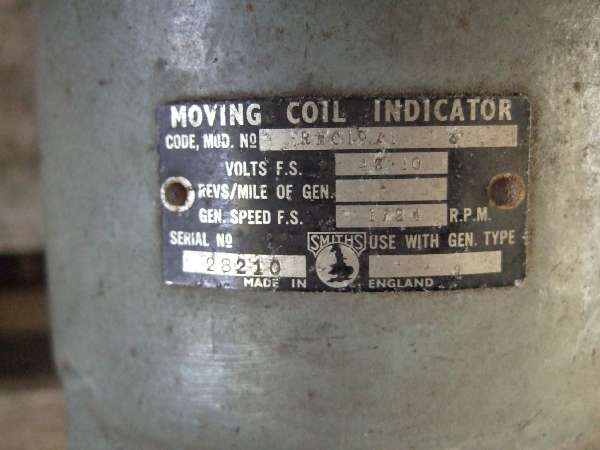 MOVING COIL INDICATOR
CODE, MOD. Nº
VOLTS F.S.
REVS/MILE OF GEN.
GEN. SPEED F.S. R.P.M.
SERIAL Nº SMITHS USE WITH GEN. TYPE
28210
MADE IN ENGLAND